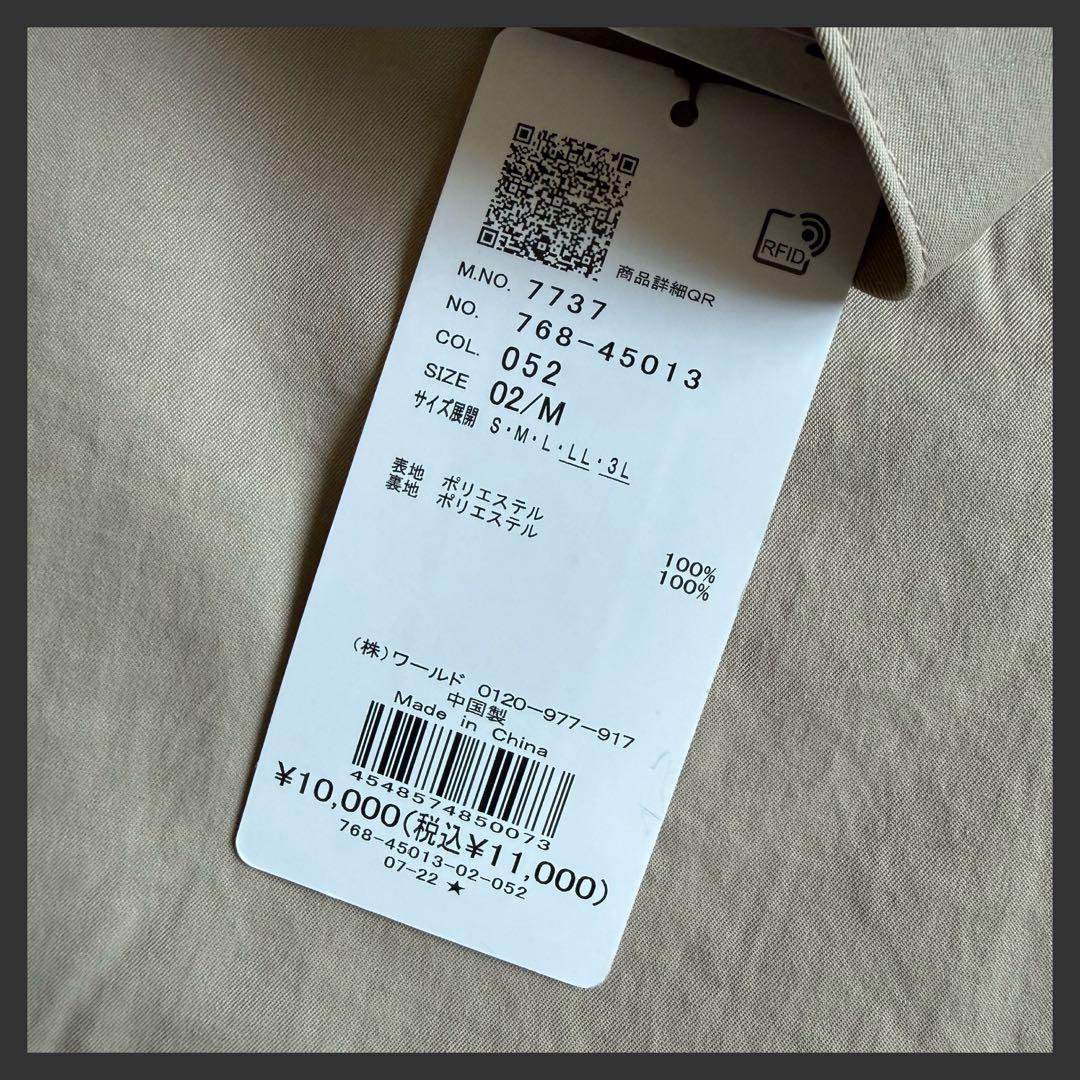 RFID
商品詳細QR
M.NO. 7737
NO. 768-45013
COL. 052
SIZE 02/M
サイズ展開 S・M・L・LL・3L
表地 ポリエステル 100%
裏地 ポリエステル 100%
(株)ワールド 0120-977-917
中国製
Made in China
4548574850073
¥10,000(税込¥11,000)
768-45013-02-052
07-22 ★